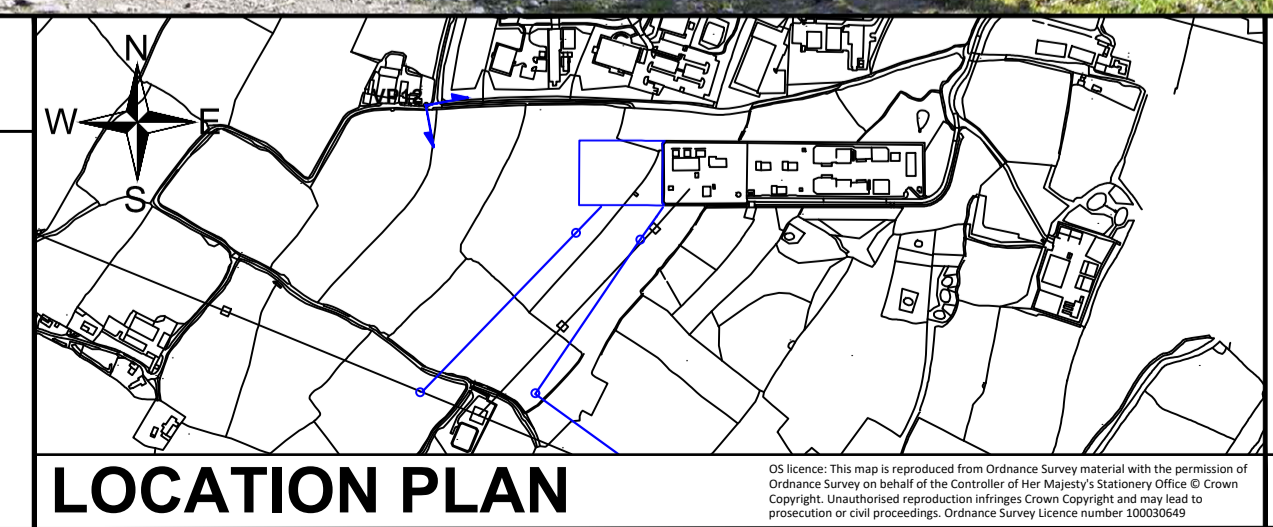 N
W E
S
VP12
LOCATION PLAN
OS licence: This map is reproduced from Ordnance Survey material with the permission of
Ordnance Survey on behalf of the Controller of Her Majesty's Stationery Office © Crown
Copyright. Unauthorised reproduction infringes Crown Copyright and may lead to
prosecution or civil proceedings. Ordnance Survey Licence number 100030649